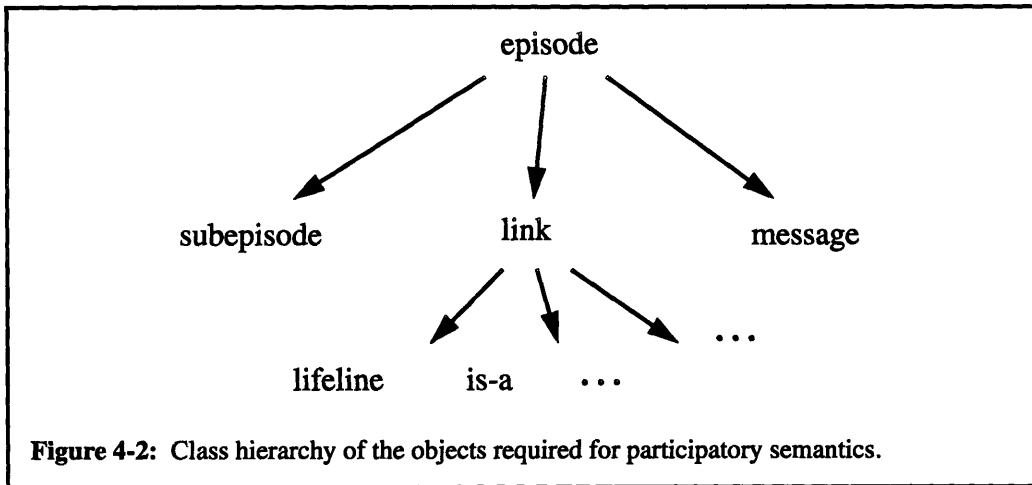 episode
subepisode link message
...
lifeline is-a ...
Figure 4-2: Class hierarchy of the objects required for participatory semantics.